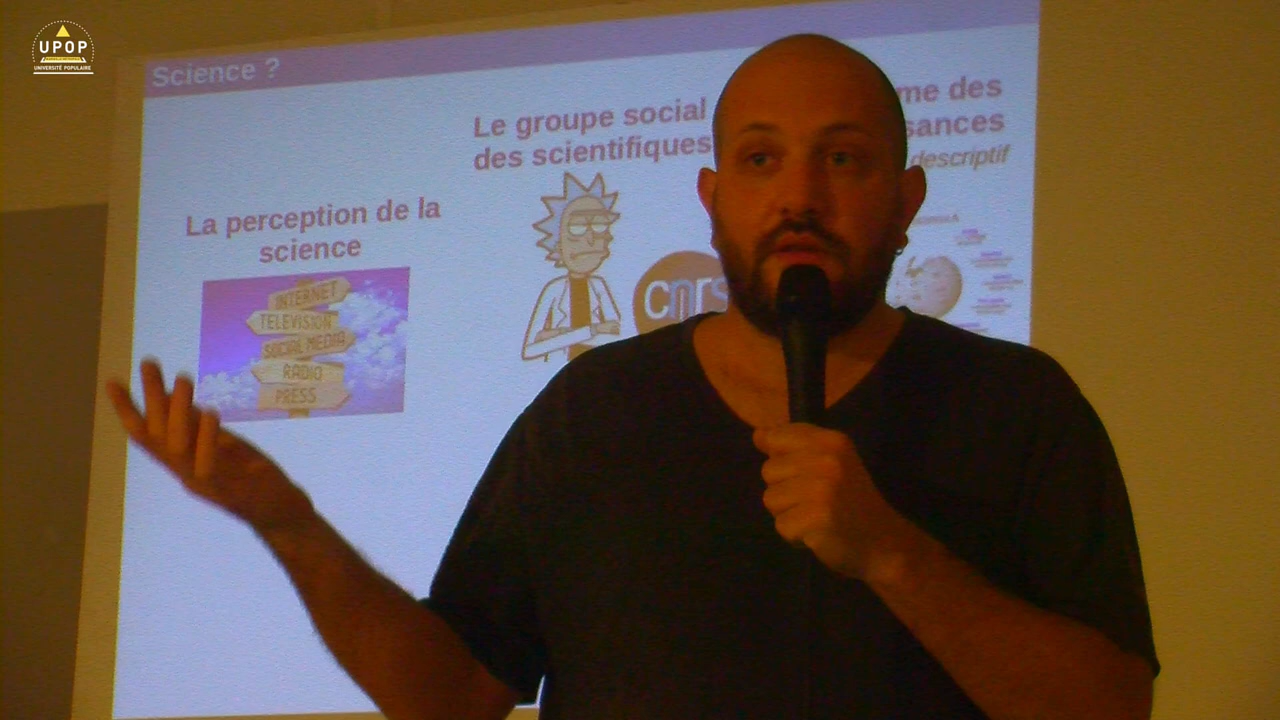 UPOP
UNIVERSITÉ POPULAIRE
Science ?
Le groupe social
des scientifiques
me des
sances
descriptif
La perception de la
science
INTERNET
TELEVISION
SOCIAL MEDIA
RADIO
PRESS
cnrs